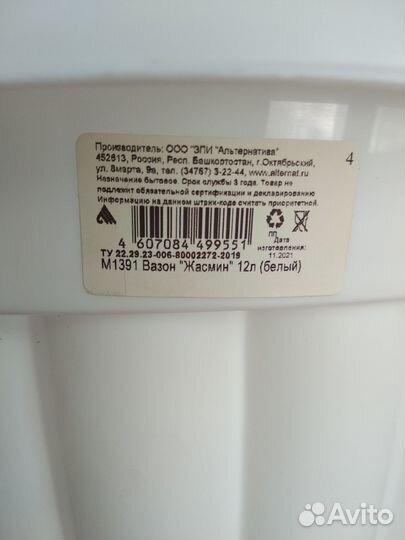 Производитель: ООО "ЗПИ "Альтернатива"
452613, Россия, Респ. Башкортостан, г.Октябрьский,
ул. 8марта, 9а, тел. (34767) 3-22-44, www.alternat.ru
Назначение бытовое. Срок службы 3 года. Товар не
подлежит обязательной сертификации и декларированию
Информацию на данном штрих-коде считать приоритетной.
4
4 607084 499551
ПП
Дата
изготовления:
11.2021
ТУ 22.29.23-006-80002272-2019
М1391 Вазон "Жасмин" 12л (белый)
Avito